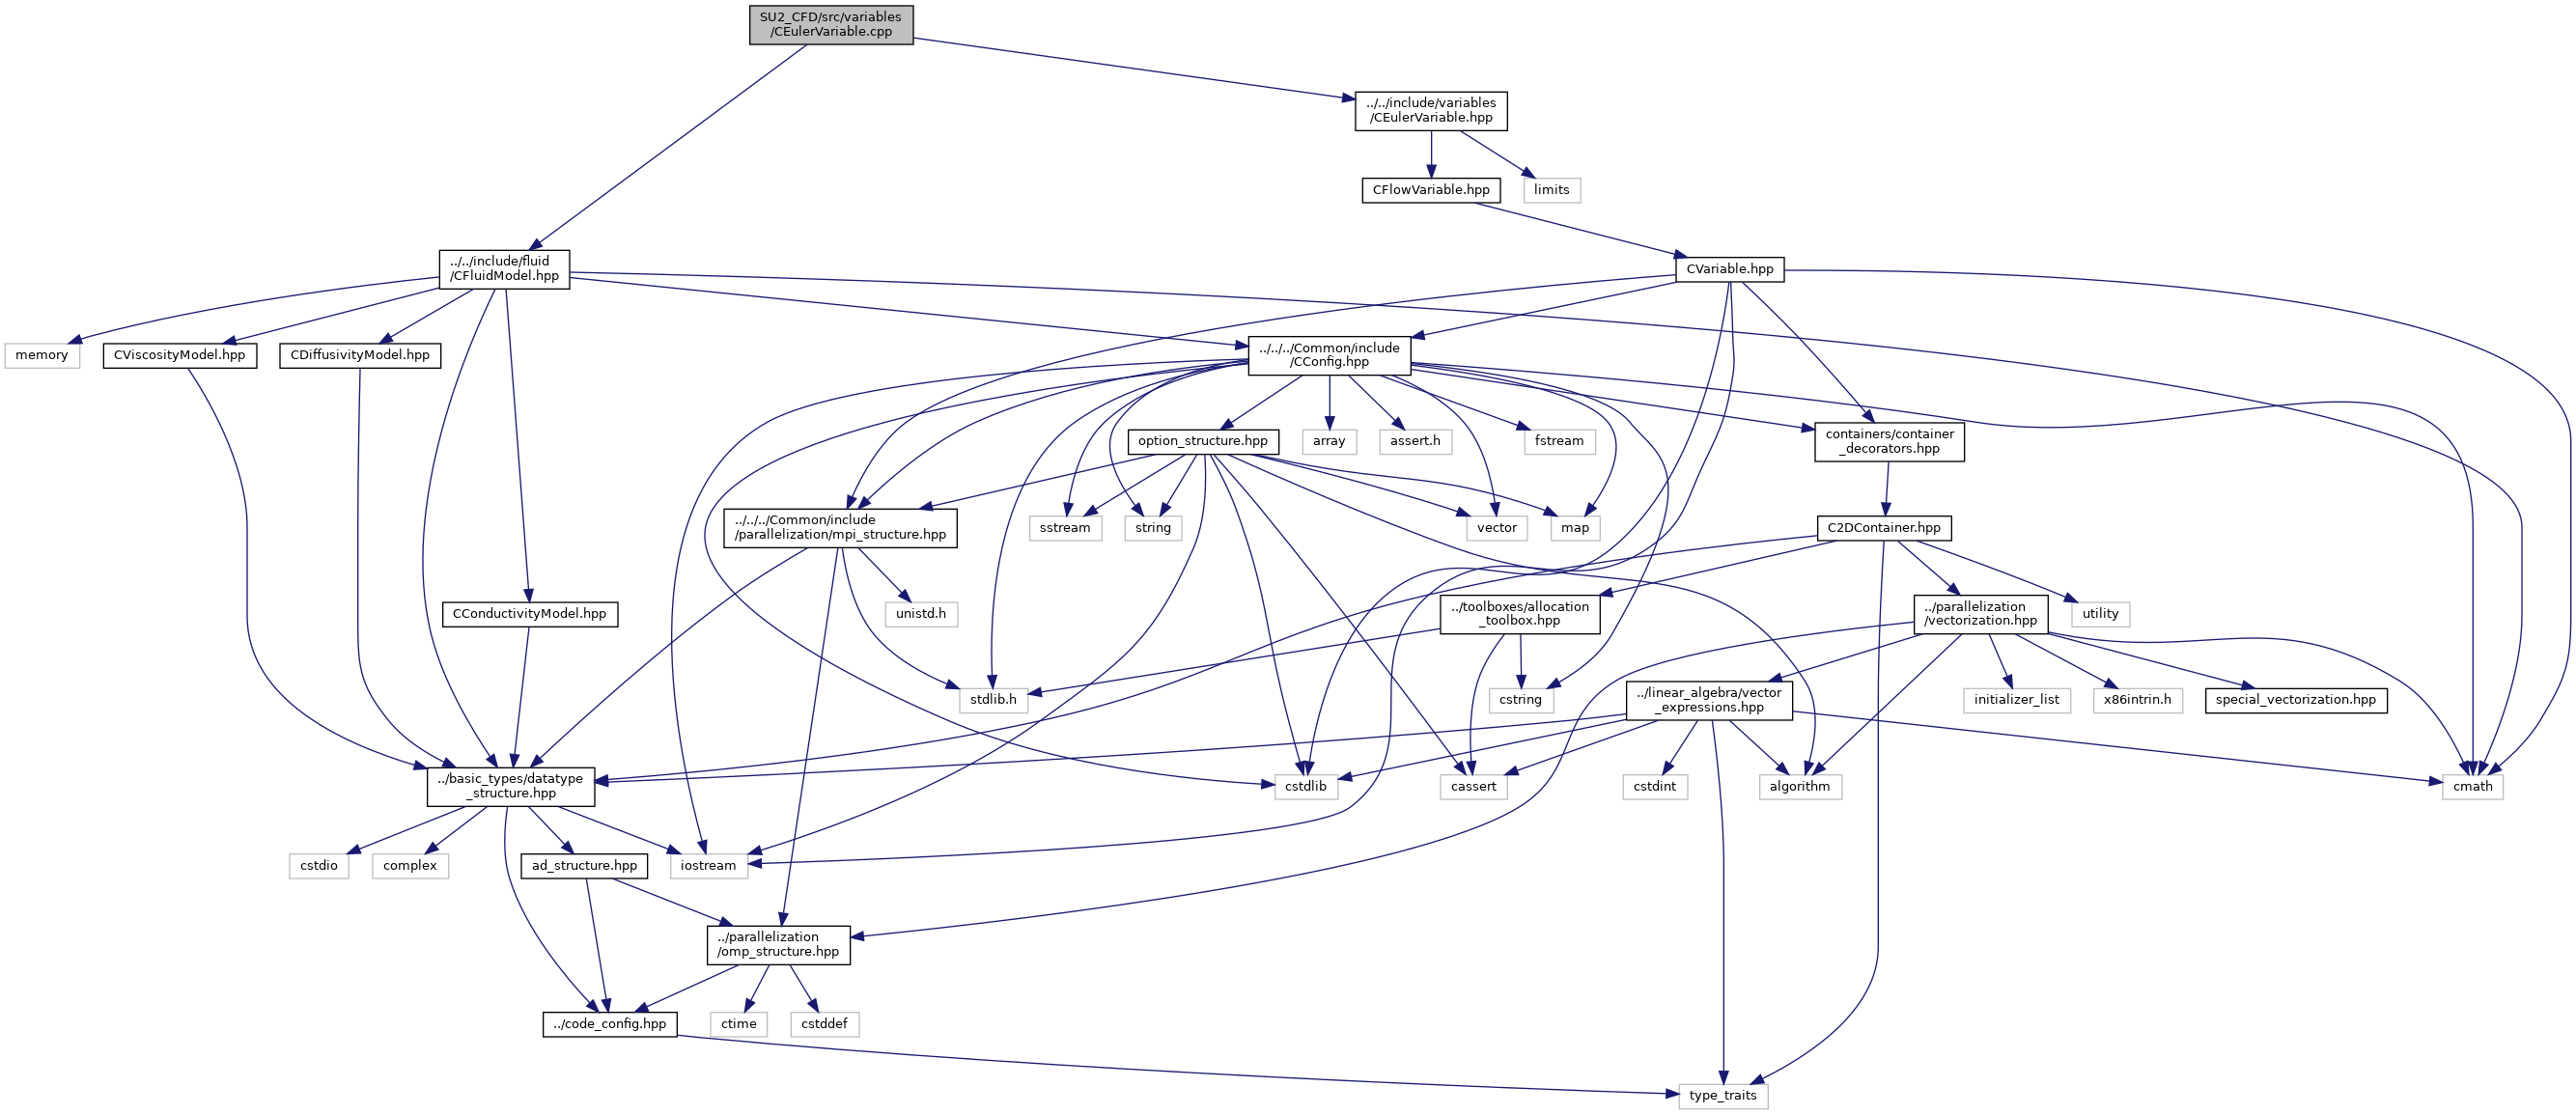 SU2_CFD/src/variables
/CEulerVariable.cpp
../../include/variables
/CEulerVariable.hpp
CFlowVariable.hpp
limits
../../include/fluid
/CFluidModel.hpp
CVariable.hpp
memory
CViscosityModel.hpp
CDiffusivityModel.hpp
../../../Common/include
/CConfig.hpp
option_structure.hpp
array
assert.h
fstream
containers/container
_decorators.hpp
../../../Common/include
/parallelization/mpi_structure.hpp
sstream
string
vector
map
C2DContainer.hpp
CConductivityModel.hpp
unistd.h
../toolboxes/allocation
_toolbox.hpp
../parallelization
/vectorization.hpp
utility
stdlib.h
cstring
../linear_algebra/vector
_expressions.hpp
initializer_list
x86intrin.h
special_vectorization.hpp
../basic_types/datatype
_structure.hpp
cstdlib
cassert
cstdint
algorithm
cmath
cstdio
complex
ad_structure.hpp
iostream
../parallelization
/omp_structure.hpp
../code_config.hpp
ctime
cstddef
type_traits